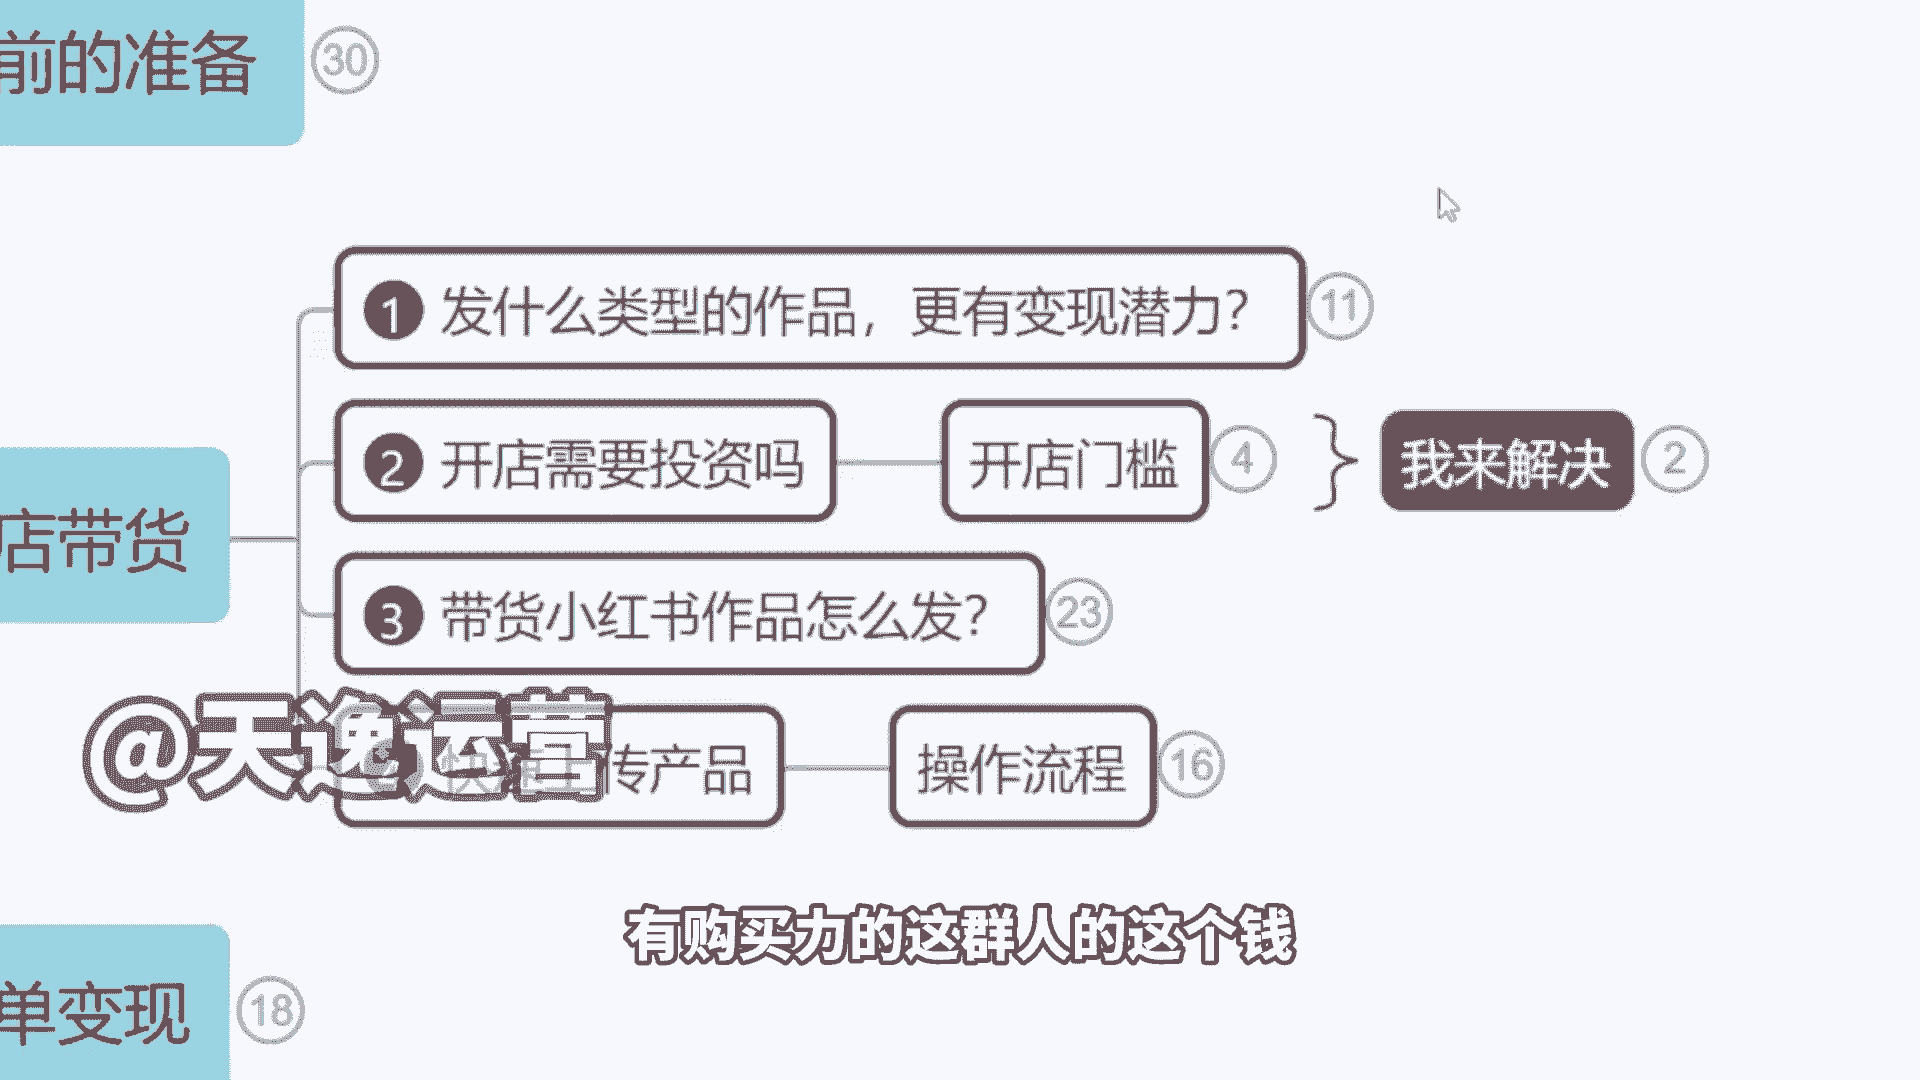 前的准备 30
1 发什么类型的作品，更有变现潜力？ 11
2 开店需要投资吗 开店门槛 4 我来解决 2
店带货
3 带货小红书作品怎么发？ 23
@天逸运营
快速上传产品 操作流程 16
有购买力的这群人的这个钱
单变现 18